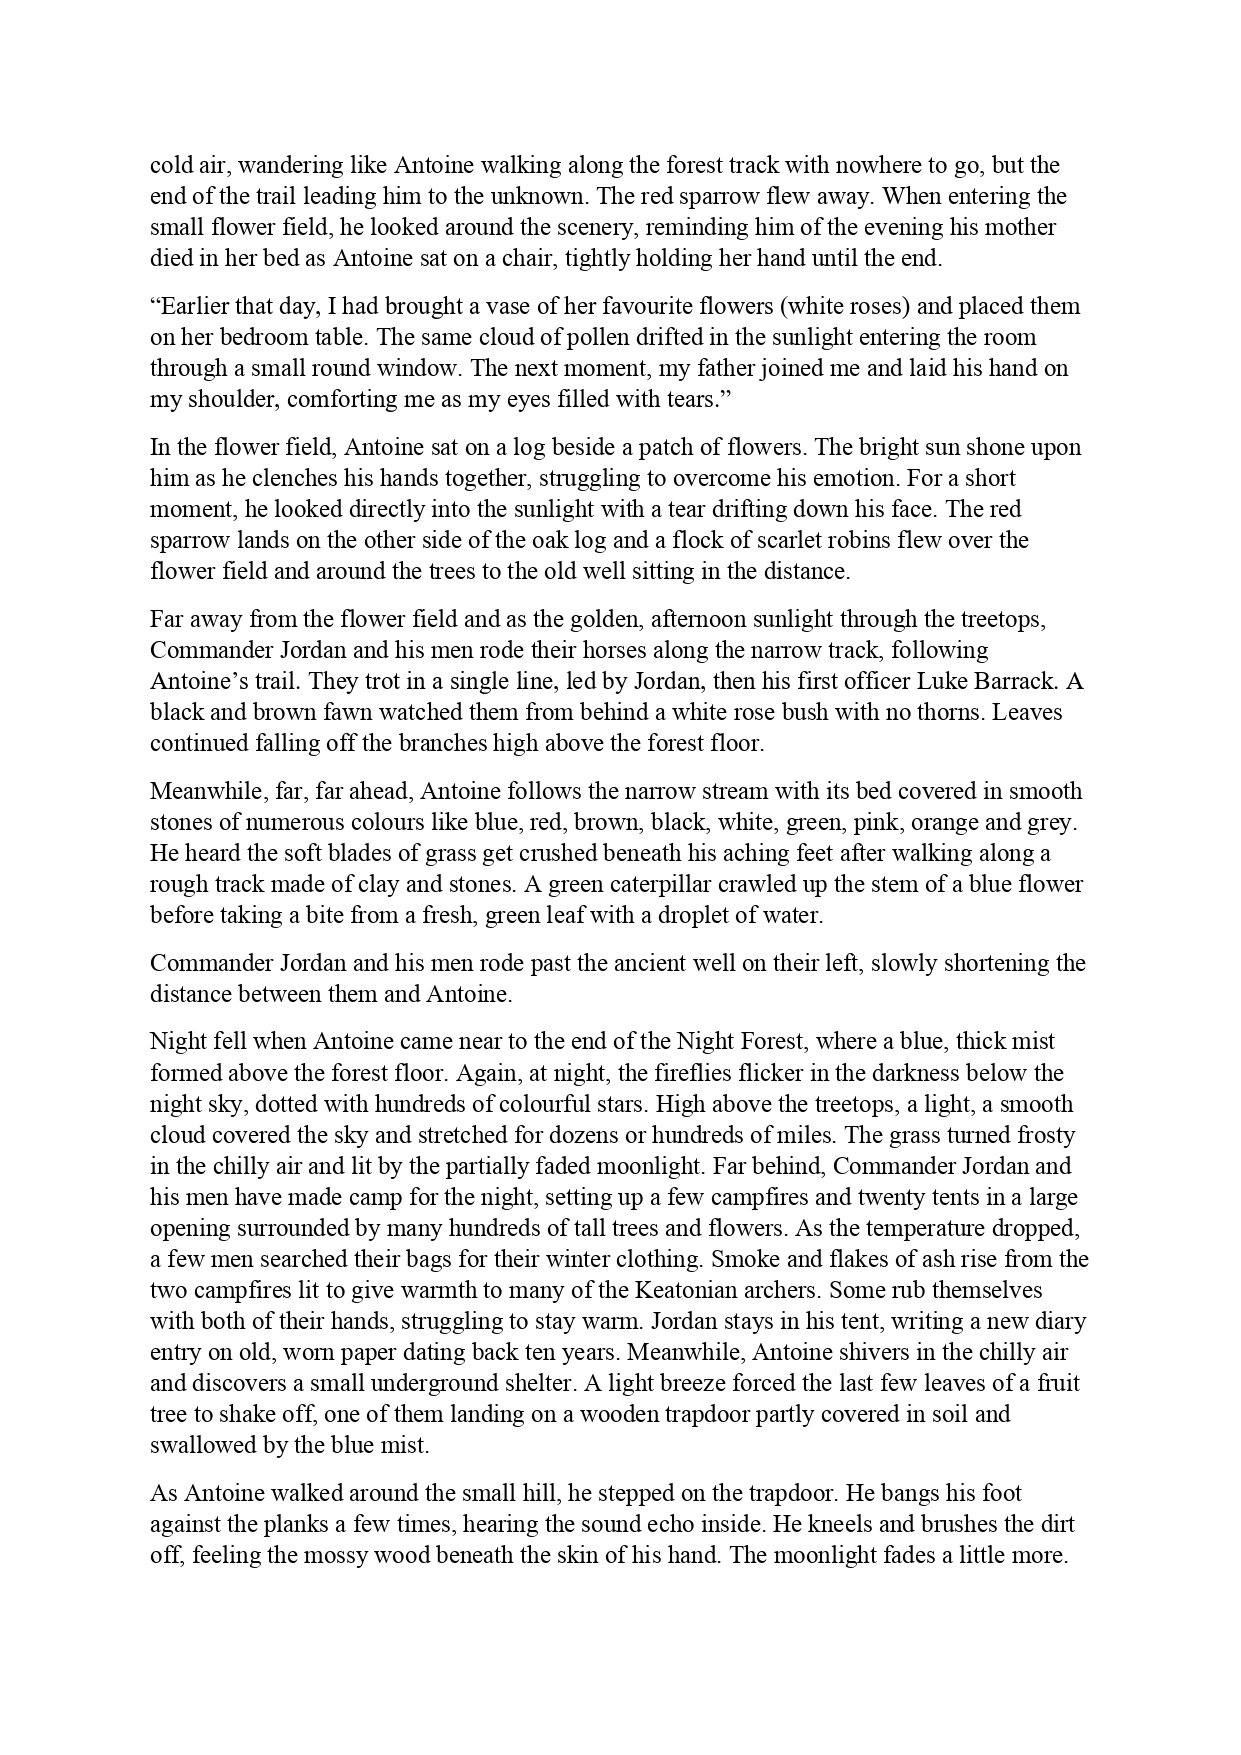 cold air, wandering like Antoine walking along the forest track with nowhere to go, but the
end of the trail leading him to the unknown. The red sparrow flew away. When entering the
small flower field, he looked around the scenery, reminding him of the evening his mother
died in her bed as Antoine sat on a chair, tightly holding her hand until the end.
“Earlier that day, I had brought a vase of her favourite flowers (white roses) and placed them
on her bedroom table. The same cloud of pollen drifted in the sunlight entering the room
through a small round window. The next moment, my father joined me and laid his hand on
my shoulder, comforting me as my eyes filled with tears.”
In the flower field, Antoine sat on a log beside a patch of flowers. The bright sun shone upon
him as he clenches his hands together, struggling to overcome his emotion. For a short
moment, he looked directly into the sunlight with a tear drifting down his face. The red
sparrow lands on the other side of the oak log and a flock of scarlet robins flew over the
flower field and around the trees to the old well sitting in the distance.
Far away from the flower field and as the golden, afternoon sunlight through the treetops,
Commander Jordan and his men rode their horses along the narrow track, following
Antoine’s trail. They trot in a single line, led by Jordan, then his first officer Luke Barrack. A
black and brown fawn watched them from behind a white rose bush with no thorns. Leaves
continued falling off the branches high above the forest floor.
Meanwhile, far, far ahead, Antoine follows the narrow stream with its bed covered in smooth
stones of numerous colours like blue, red, brown, black, white, green, pink, orange and grey.
He heard the soft blades of grass get crushed beneath his aching feet after walking along a
rough track made of clay and stones. A green caterpillar crawled up the stem of a blue flower
before taking a bite from a fresh, green leaf with a droplet of water.
Commander Jordan and his men rode past the ancient well on their left, slowly shortening the
distance between them and Antoine.
Night fell when Antoine came near to the end of the Night Forest, where a blue, thick mist
formed above the forest floor. Again, at night, the fireflies flicker in the darkness below the
night sky, dotted with hundreds of colourful stars. High above the treetops, a light, a smooth
cloud covered the sky and stretched for dozens or hundreds of miles. The grass turned frosty
in the chilly air and lit by the partially faded moonlight. Far behind, Commander Jordan and
his men have made camp for the night, setting up a few campfires and twenty tents in a large
opening surrounded by many hundreds of tall trees and flowers. As the temperature dropped,
a few men searched their bags for their winter clothing. Smoke and flakes of ash rise from the
two campfires lit to give warmth to many of the Keatonian archers. Some rub themselves
with both of their hands, struggling to stay warm. Jordan stays in his tent, writing a new diary
entry on old, worn paper dating back ten years. Meanwhile, Antoine shivers in the chilly air
and discovers a small underground shelter. A light breeze forced the last few leaves of a fruit
tree to shake off, one of them landing on a wooden trapdoor partly covered in soil and
swallowed by the blue mist.
As Antoine walked around the small hill, he stepped on the trapdoor. He bangs his foot
against the planks a few times, hearing the sound echo inside. He kneels and brushes the dirt
off, feeling the mossy wood beneath the skin of his hand. The moonlight fades a little more.